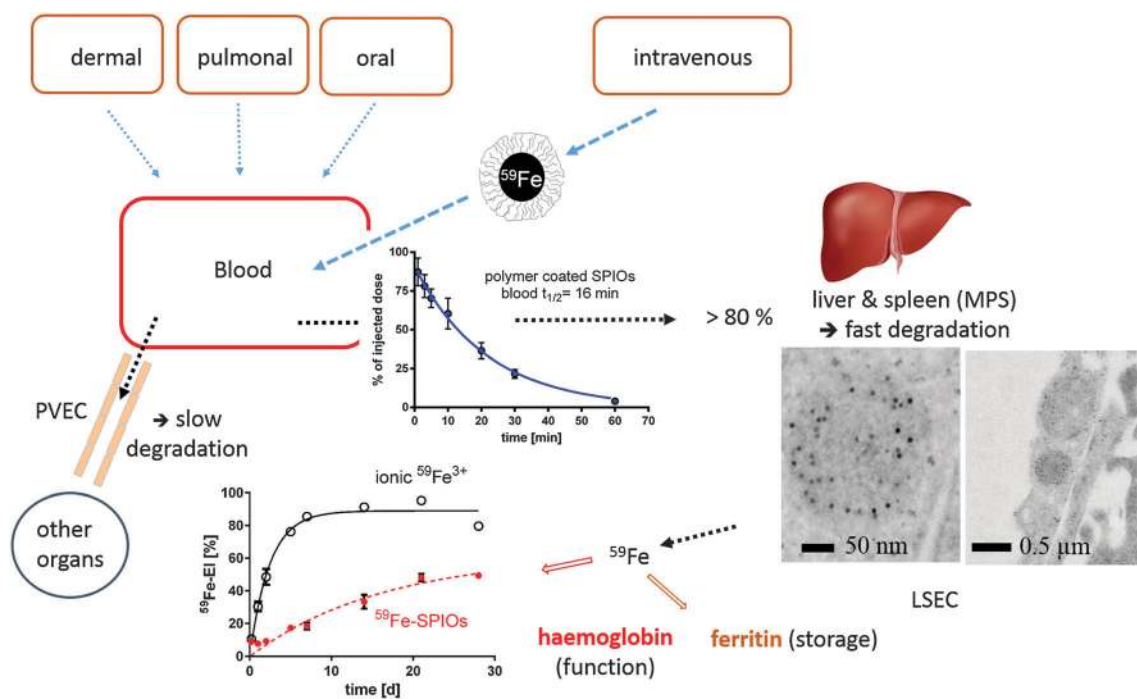 dermal
pulmonal
oral
intravenous
⁵⁹Fe
Blood
100
75
50
25
0
% of injected dose
0 10 20 30 40 50 60 70
time [min]
polymer coated SPIOs
blood t₁/₂= 16 min
> 80 %
liver & spleen (MPS)
➔ fast degradation
PVEC
➔ slow
degradation
other
organs
50 nm
0.5 µm
LSEC
ionic ⁵⁹Fe³⁺
100
80
60
40
20
0
⁵⁹Fe-EI [%]
⁵⁹Fe-SPIOs
0 10 20 30
time [d]
⁵⁹Fe
haemoglobin
(function)
ferritin (storage)